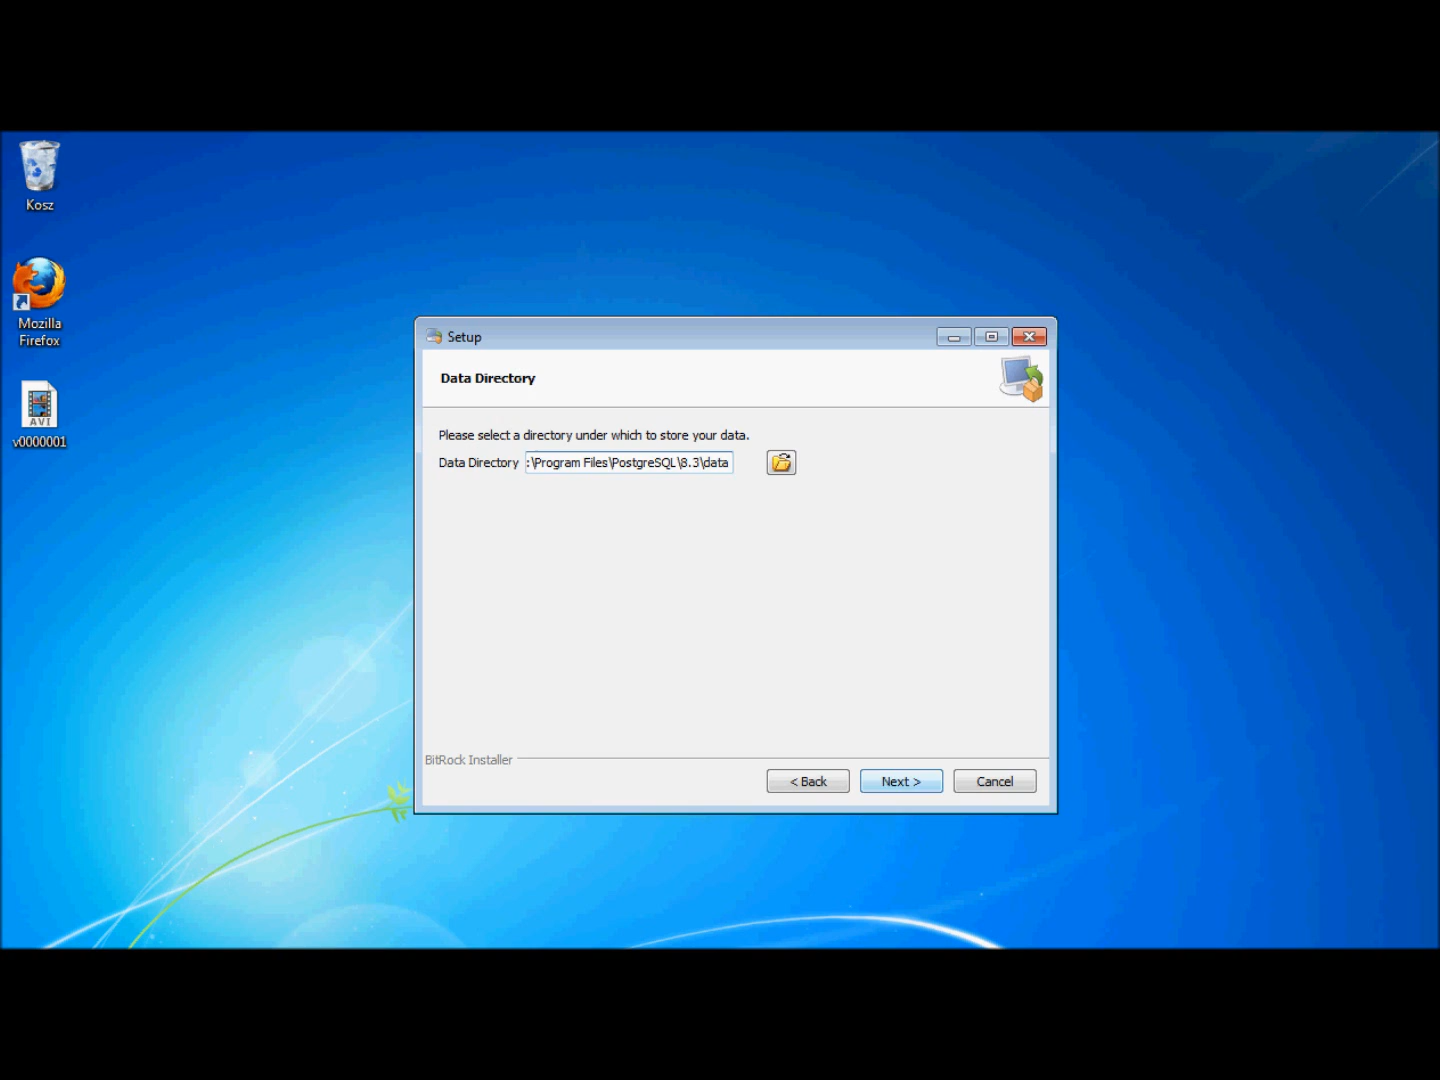 Kosz
Mozilla
Firefox
AVI
v0000001
Setup
Data Directory
Please select a directory under which to store your data.
Data Directory :\Program Files\PostgreSQL\8.3\data
BitRock Installer
< Back Next > Cancel